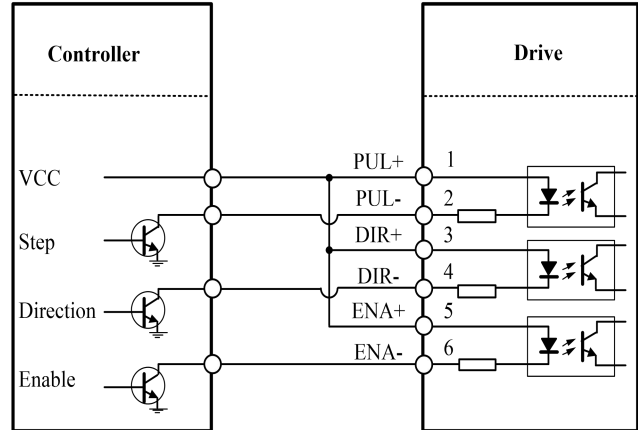 Controller
Drive
PUL+ 1
VCC
PUL- 2
Step
DIR+ 3
DIR- 4
Direction
ENA+ 5
ENA- 6
Enable